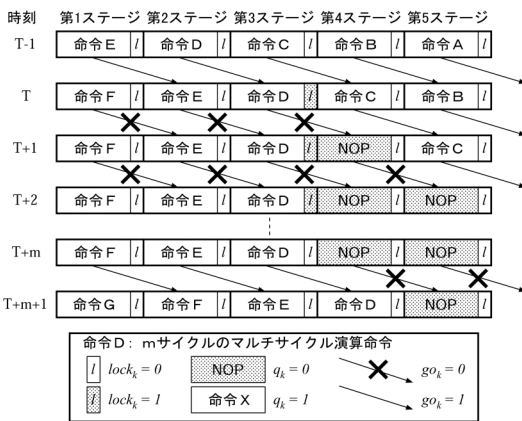 時刻 第1ステージ 第2ステージ 第3ステージ 第4ステージ 第5ステージ
T-1 命令E l 命令D l 命令C l 命令B l 命令A l
T 命令F l 命令E l 命令D l 命令C l 命令B l
T+1 命令F l 命令E l 命令D l NOP l 命令C l
T+2 命令F l 命令E l 命令D l NOP l NOP l
T+m 命令F l 命令E l 命令D l NOP l NOP l
T+m+1 命令G l 命令F l 命令E l 命令D l NOP l
命令D: mサイクルのマルチサイクル演算命令
l lockk = 0 NOP qk = 0 gok = 0
l lockk = 1 命令X qk = 1 gok = 1